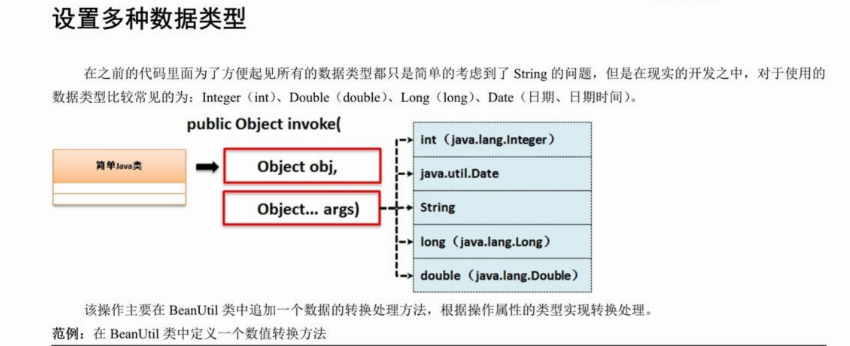 设置多种数据类型
在之前的代码里面为了方便起见所有的数据类型都只是简单的考虑到了 String 的问题，但是在现实的开发之中，对于使用的
数据类型比较常见的为：Integer（int）、Double（double）、Long（long）、Date（日期、日期时间）。
public Object invoke(
简单Java类
Object obj,
Object... args)
int（java.lang.Integer）
java.util.Date
String
long（java.lang.Long）
double（java.lang.Double）
该操作主要在 BeanUtil 类中追加一个数据的转换处理方法，根据操作属性的类型实现转换处理。
范例：在 BeanUtil 类中定义一个数值转换方法